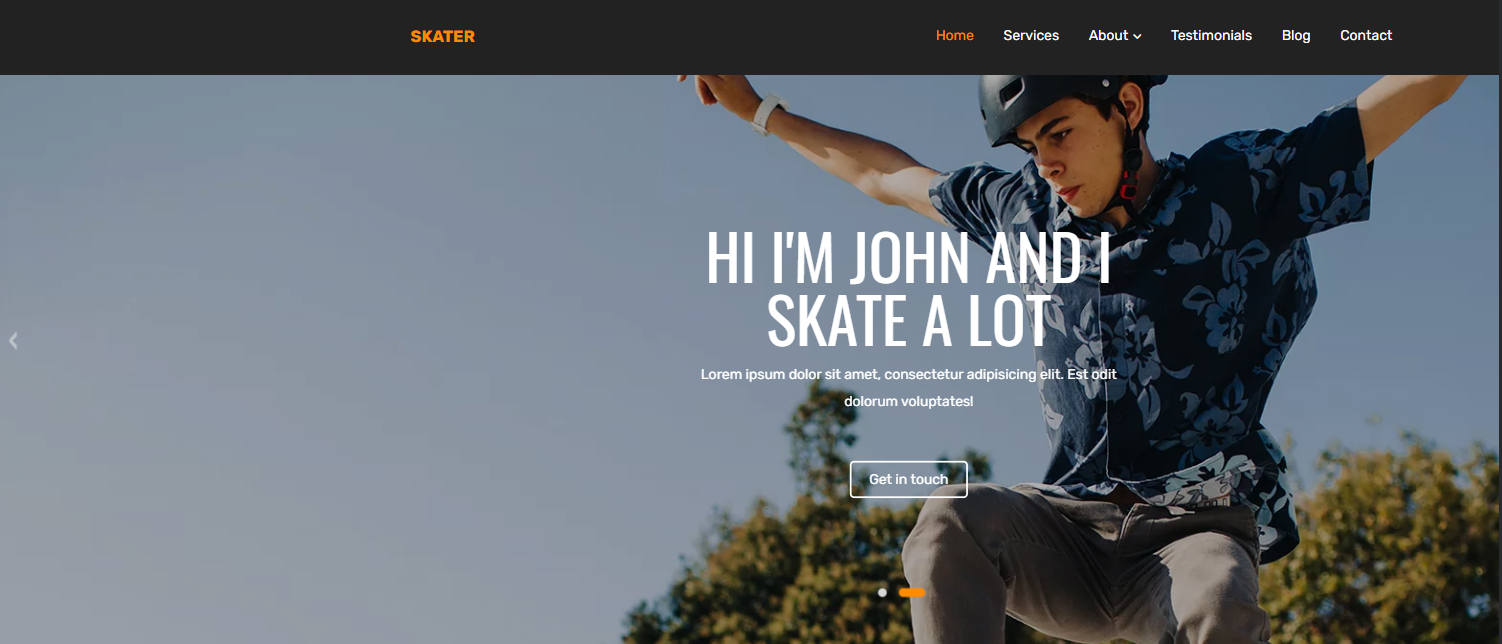 SKATER
Home Services About Testimonials Blog Contact
HI I'M JOHN AND I
SKATE A LOT
Lorem ipsum dolor sit amet, consectetur adipisicing elit. Est odit
dolorum voluptates!
Get in touch